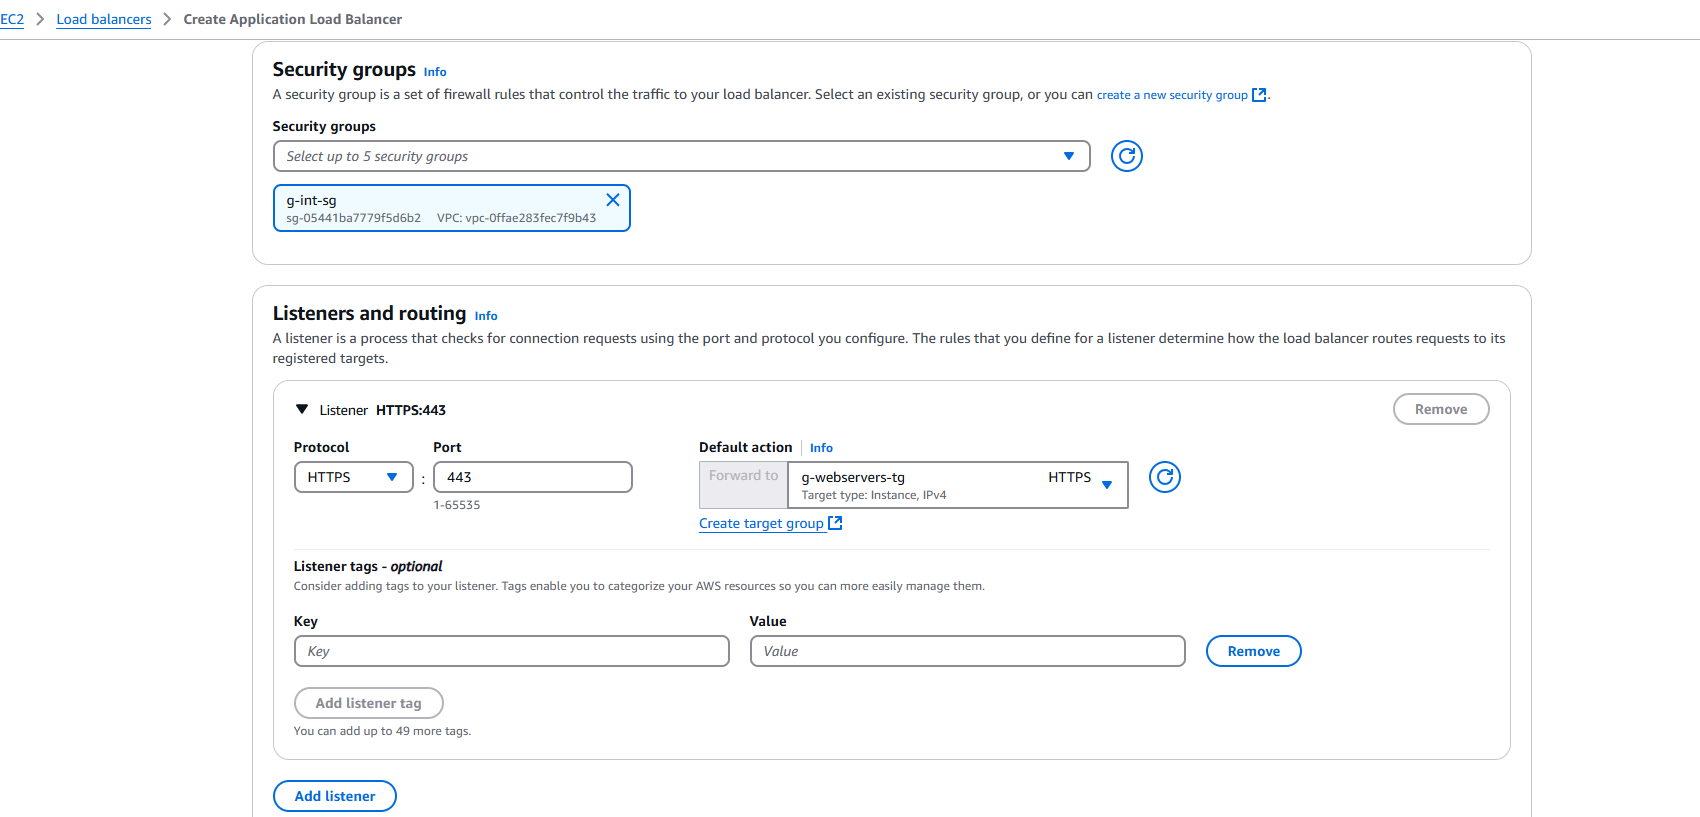 EC2 > Load balancers > Create Application Load Balancer
Security groups Info
A security group is a set of firewall rules that control the traffic to your load balancer. Select an existing security group, or you can create a new security group.
Security groups
Select up to 5 security groups
g-int-sg
sg-05441ba7779f5d6b2 VPC: vpc-0ffae283fec7f9b43
Listeners and routing Info
A listener is a process that checks for connection requests using the port and protocol you configure. The rules that you define for a listener determine how the load balancer routes requests to its
registered targets.
Listener HTTPS:443
Remove
Protocol Port Default action Info
HTTPS : 443 Forward to g-webservers-tg HTTPS
Target type: Instance, IPv4
1-65535
Create target group
Listener tags - optional
Consider adding tags to your listener. Tags enable you to categorize your AWS resources so you can more easily manage them.
Key Value
Key Value Remove
Add listener tag
You can add up to 49 more tags.
Add listener